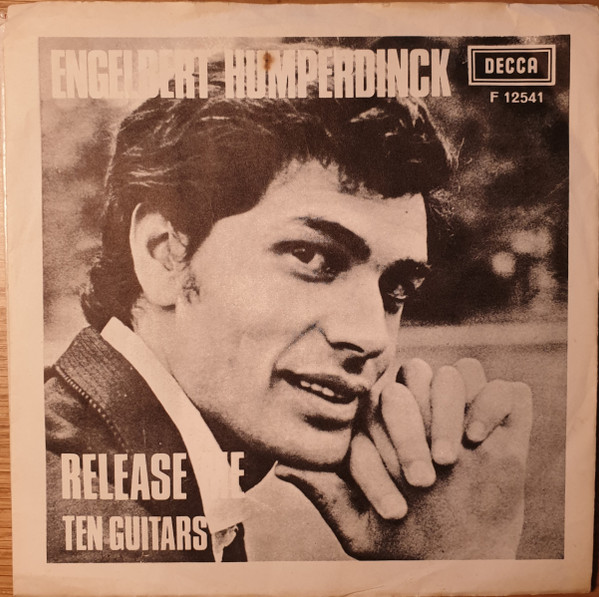 ENGELBERT HUMPERDINCK
DECCA
F 12541
RELEASE ME
TEN GUITARS